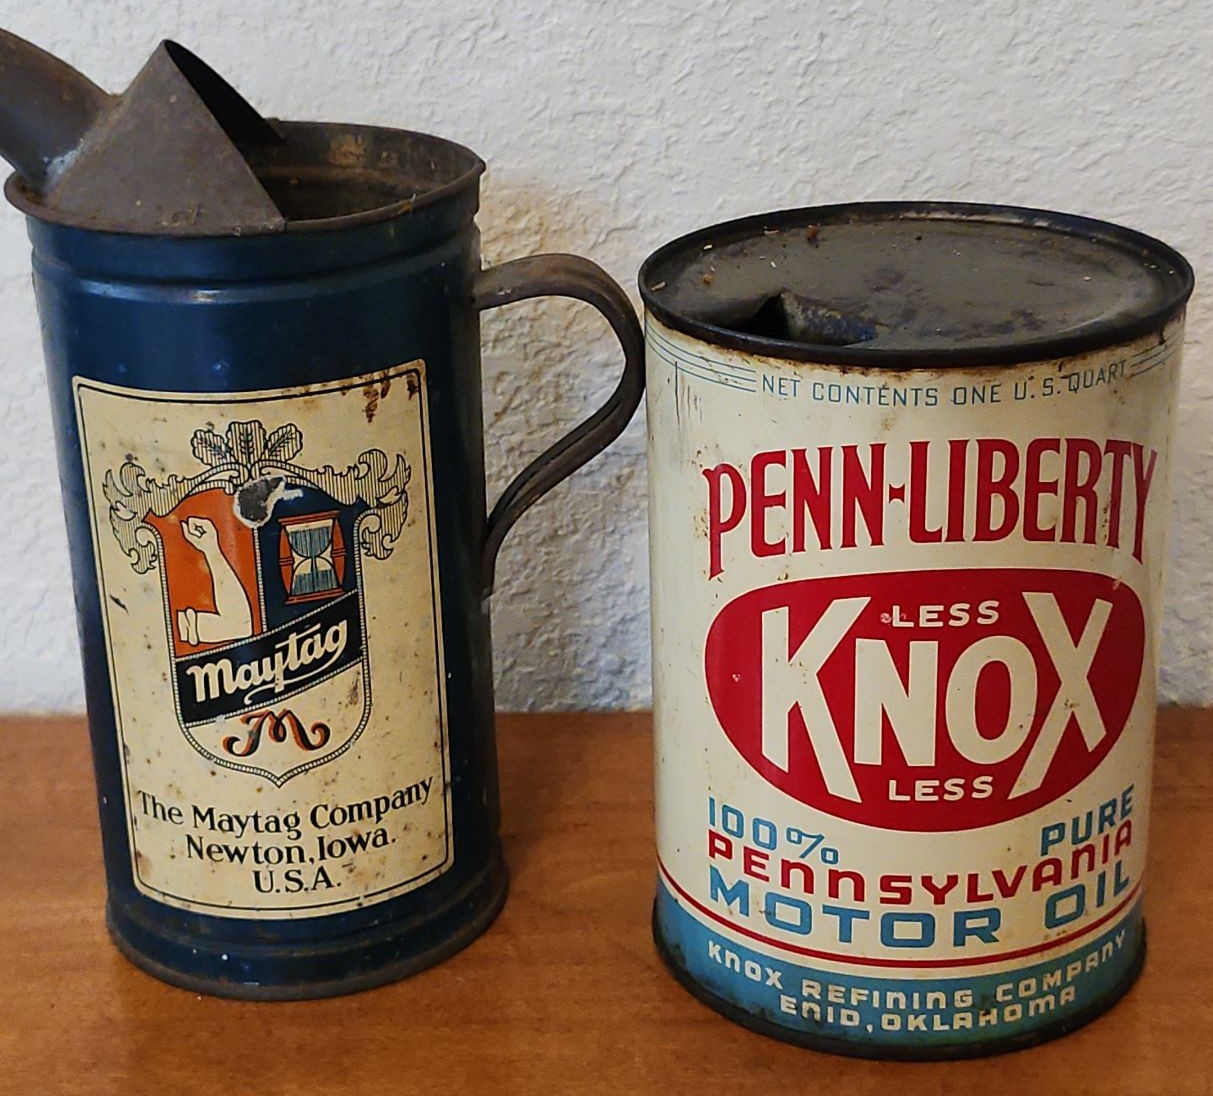 Maytag
M
The Maytag Company
Newton, Iowa.
U.S.A.
NET CONTENTS ONE U.S. QUART
PENN-LIBERTY
LESS
KNOX
LESS
100% PURE
PENNSYLVANIA
MOTOR OIL
KNOX REFINING COMPANY
ENID, OKLAHOMA